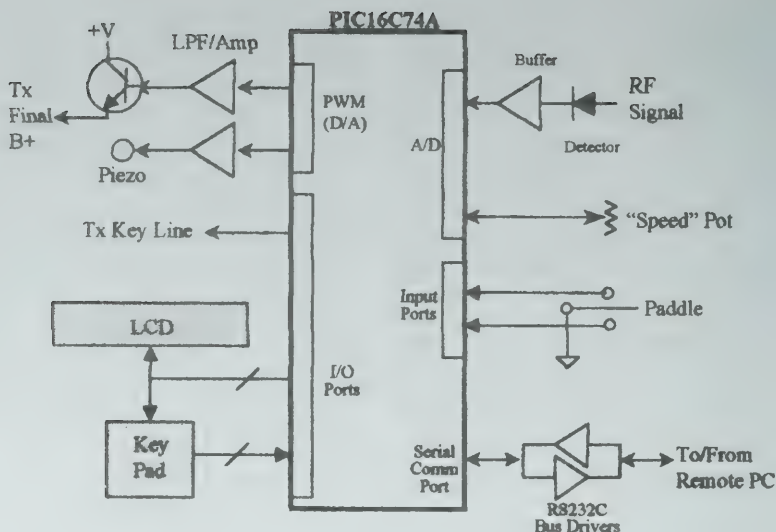 PIC16C74A
+V
LPF/Amp
Tx
Final
B+
PWM
(D/A)
Piezo
Buffer
RF
Signal
A/D
Detector
"Speed" Pot
Tx Key Line
Input
Ports
Paddle
LCD
I/O
Ports
Key
Pad
Serial
Comm
Port
To/From
Remote PC
RS232C
Bus Drivers